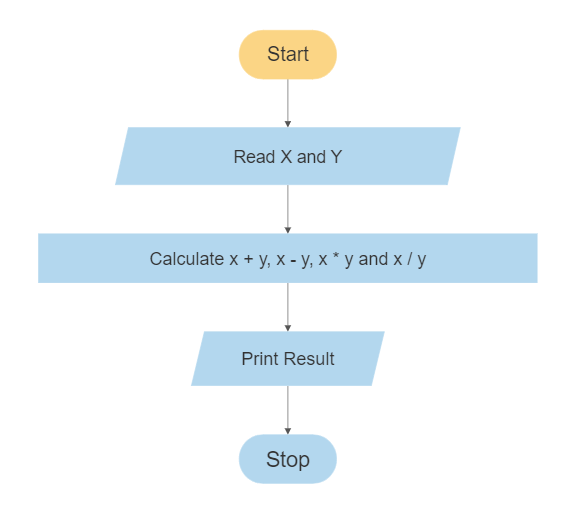 Start
Read X and Y
Calculate x + y, x - y, x * y and x / y
Print Result
Stop